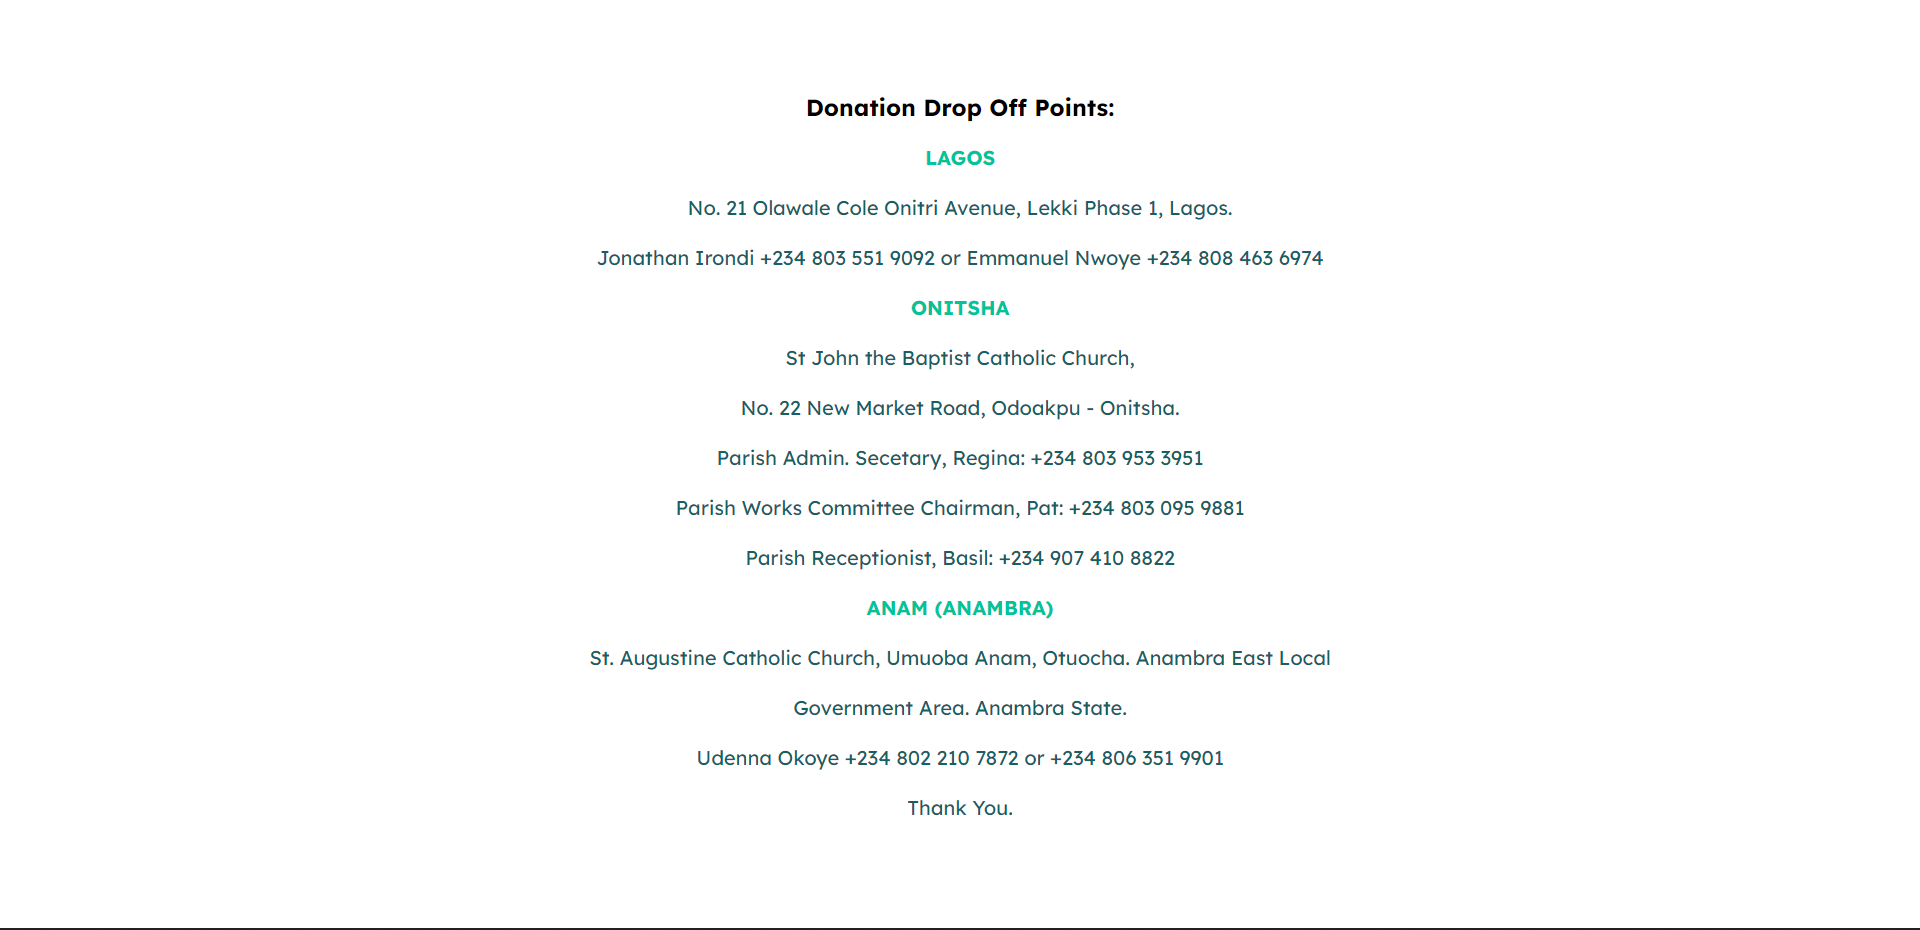 Donation Drop Off Points:
LAGOS
No. 21 Olawale Cole Onitri Avenue, Lekki Phase 1, Lagos.
Jonathan Irondi +234 803 551 9092 or Emmanuel Nwoye +234 808 463 6974
ONITSHA
St John the Baptist Catholic Church,
No. 22 New Market Road, Odoakpu - Onitsha.
Parish Admin. Secetary, Regina: +234 803 953 3951
Parish Works Committee Chairman, Pat: +234 803 095 9881
Parish Receptionist, Basil: +234 907 410 8822
ANAM (ANAMBRA)
St. Augustine Catholic Church, Umuoba Anam, Otuocha. Anambra East Local
Government Area. Anambra State.
Udenna Okoye +234 802 210 7872 or +234 806 351 9901
Thank You.